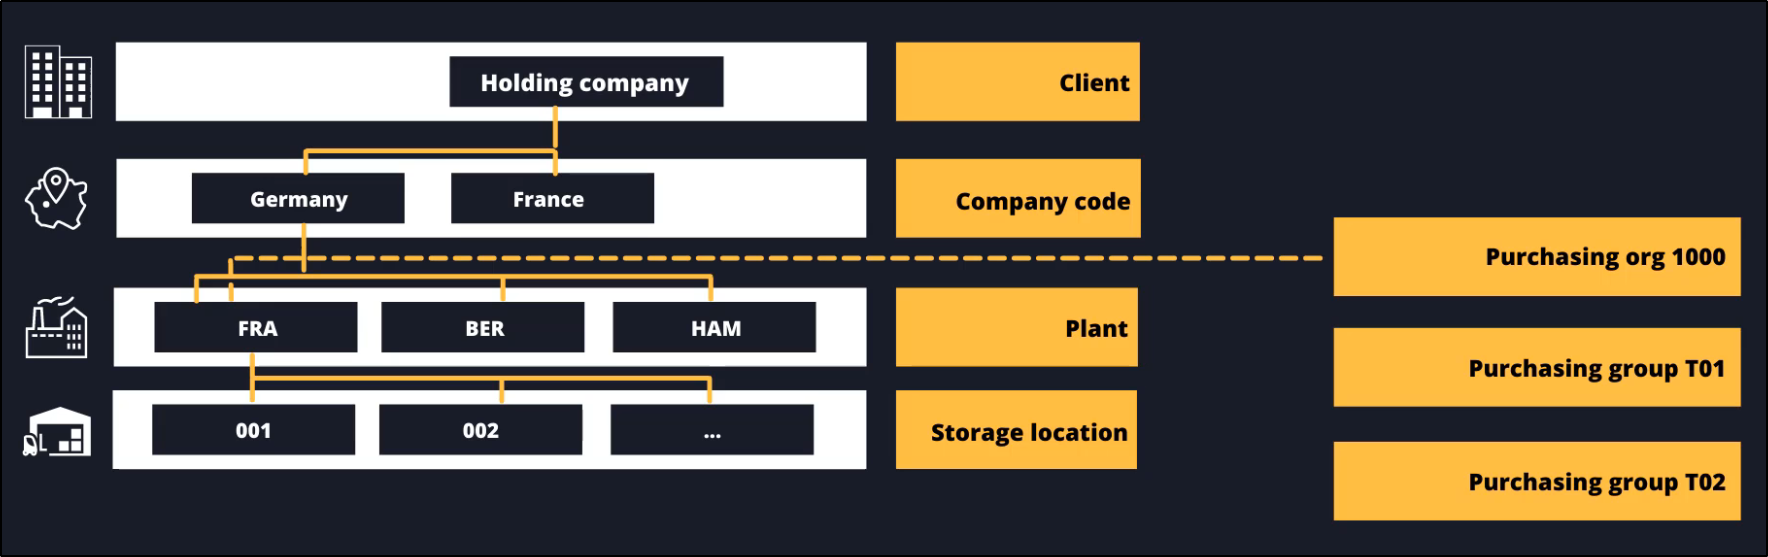 Holding company
Client
Germany
France
Company code
Purchasing org 1000
FRA
BER
HAM
Plant
Purchasing group T01
001
002
...
Storage location
Purchasing group T02